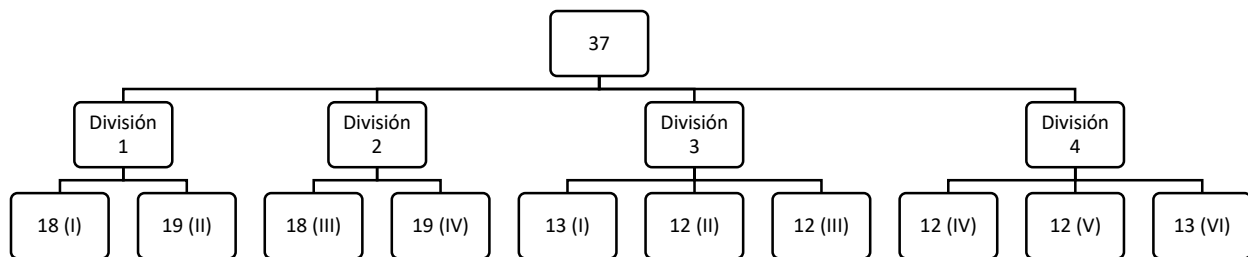 37
División
1
División
2
División
3
División
4
18 (I)
19 (II)
18 (III)
19 (IV)
13 (I)
12 (II)
12 (III)
12 (IV)
12 (V)
13 (VI)